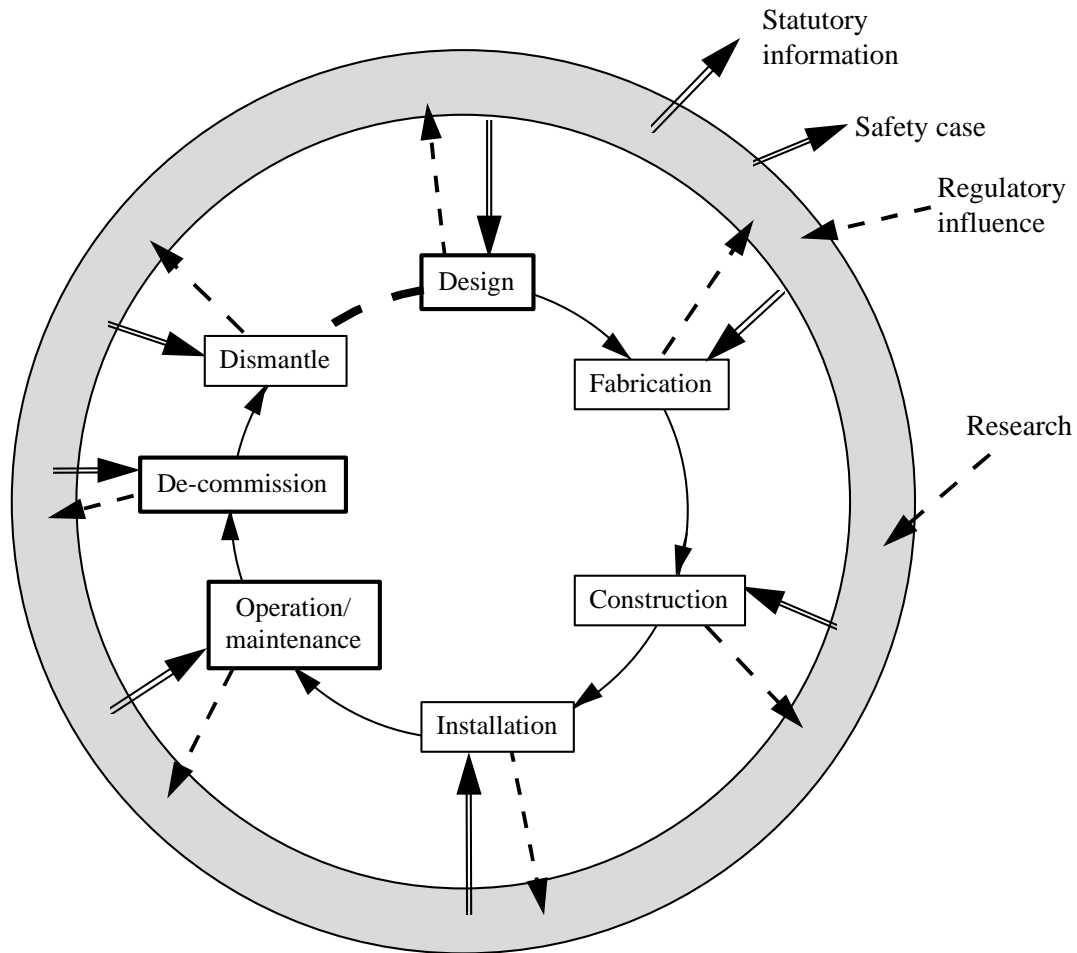 Statutory
information
Safety case
Regulatory
influence
Design
Dismantle
Fabrication
Research
De-commission
Construction
Operation/
maintenance
Installation